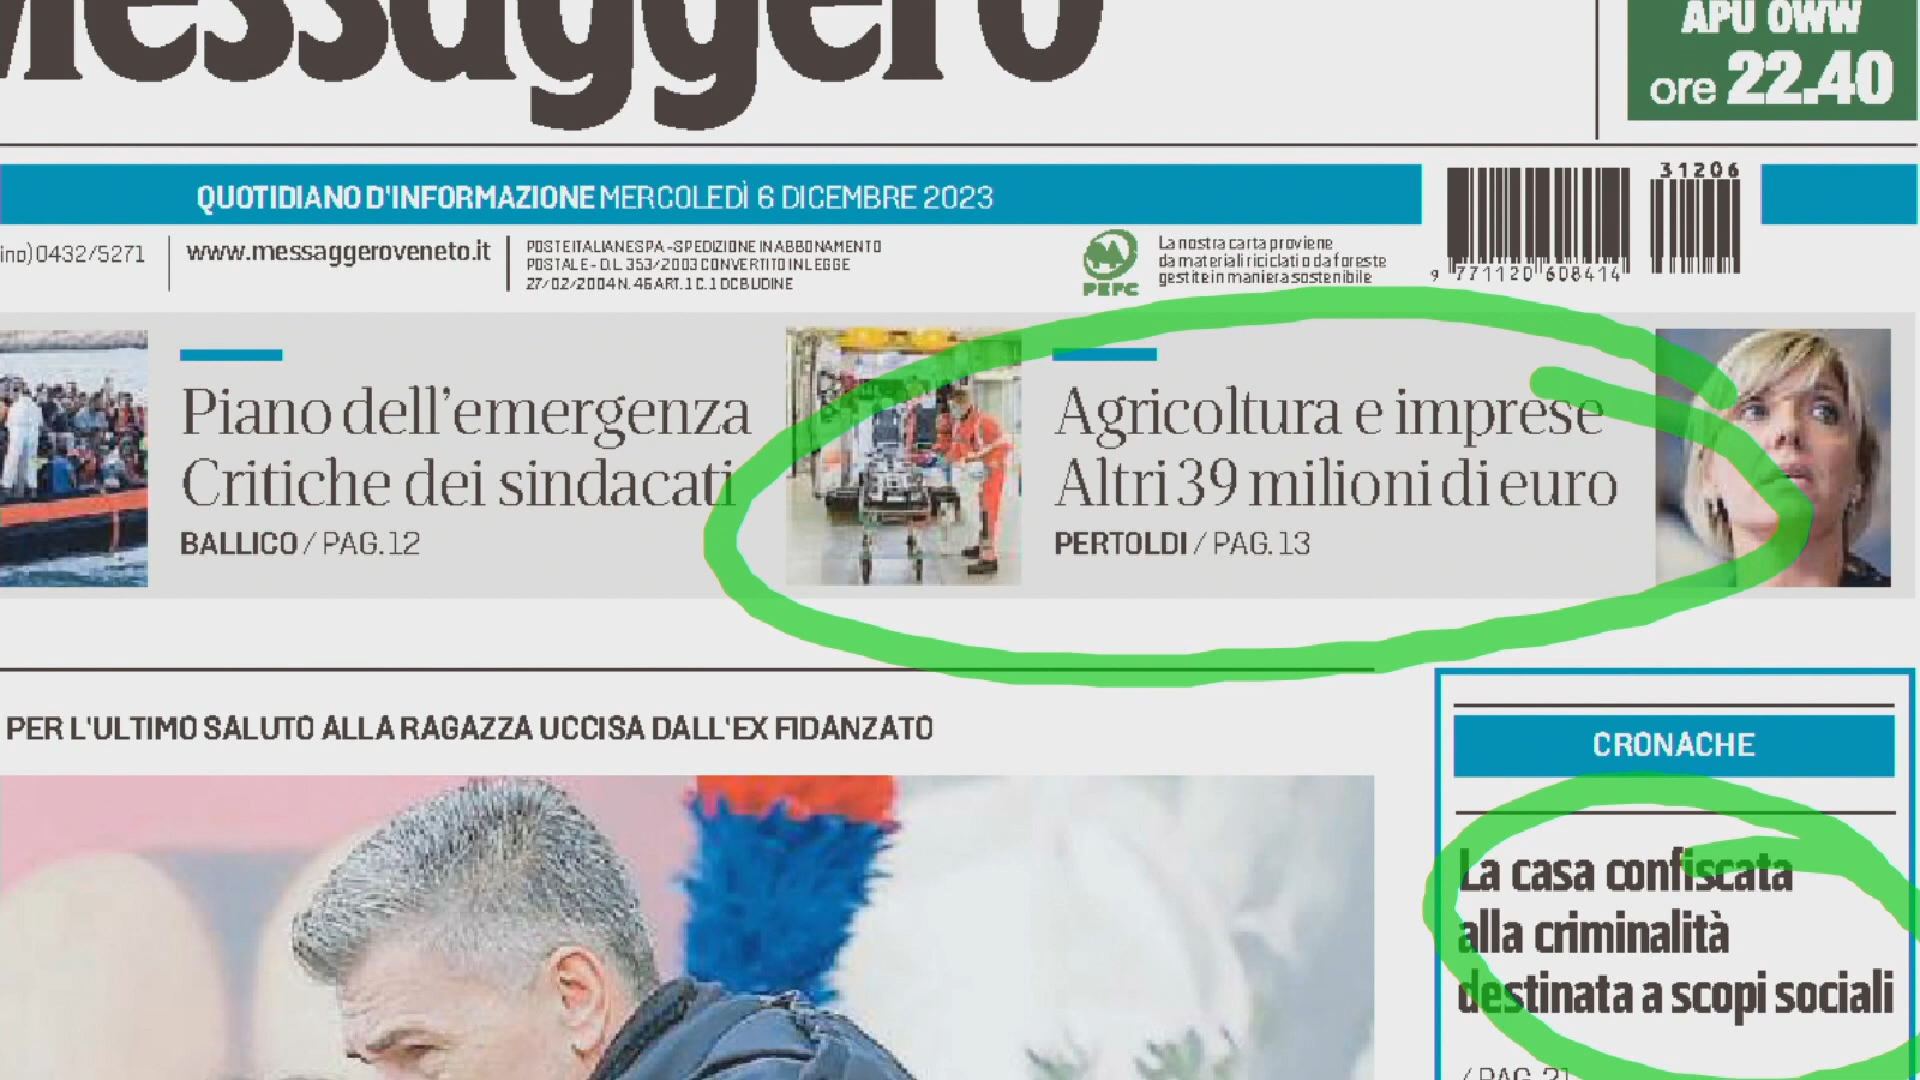 Messaggero
APU OWW
ore 22.40
QUOTIDIANO D'INFORMAZIONE MERCOLEDÌ 6 DICEMBRE 2023
31206
ino) 0432/5271
www.messaggeroveneto.it
POSTE ITALIANE S.P.A - SPEDIZIONE IN ABBONAMENTO
POSTALE - D.L. 353/2003 CONVERTITO IN LEGGE
27/02/2004 N. 46 ART. 1 C. 1 DCB UDINE
PEFC
La nostra carta proviene
da materiali riciclati o da foreste
gestite in maniera sostenibile
9 771120 608414
Piano dell'emergenza
Critiche dei sindacati
BALLICO / PAG. 12
Agricoltura e imprese
Altri 39 milioni di euro
PERTOLDI / PAG. 13
PER L'ULTIMO SALUTO ALLA RAGAZZA UCCISA DALL'EX FIDANZATO
CRONACHE
La casa confiscata
alla criminalità
destinata a scopi sociali
/ PAG. 21